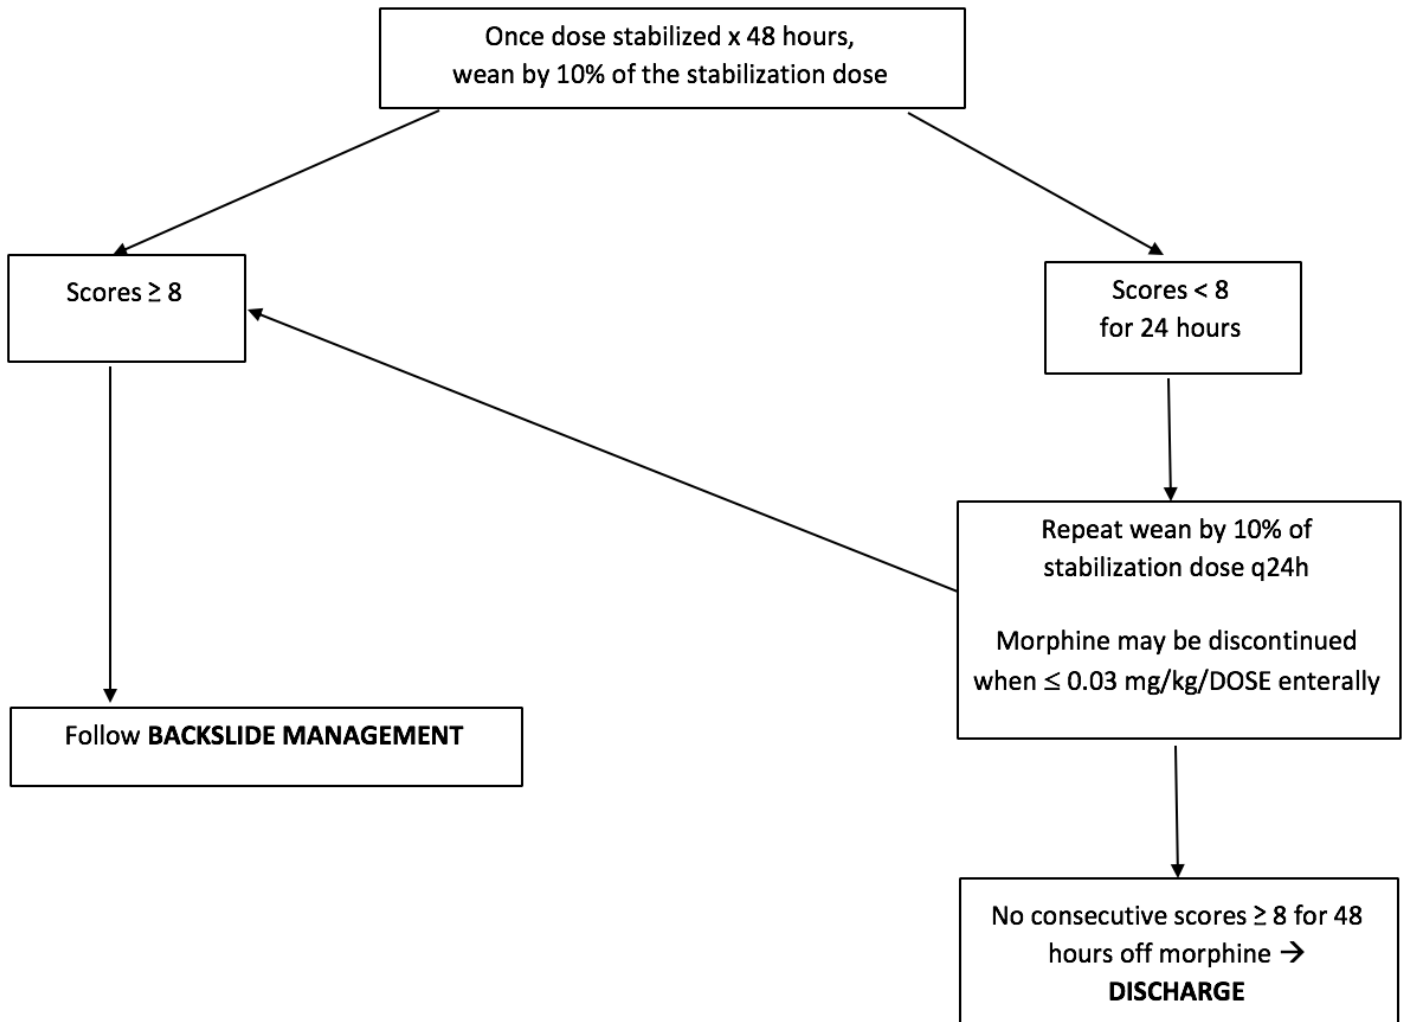 Once dose stabilized x 48 hours,
wean by 10% of the stabilization dose
Scores ≥ 8
Scores < 8
for 24 hours
Repeat wean by 10% of
stabilization dose q24h
Morphine may be discontinued
when ≤ 0.03 mg/kg/DOSE enterally
Follow BACKSLIDE MANAGEMENT
No consecutive scores ≥ 8 for 48
hours off morphine →
DISCHARGE